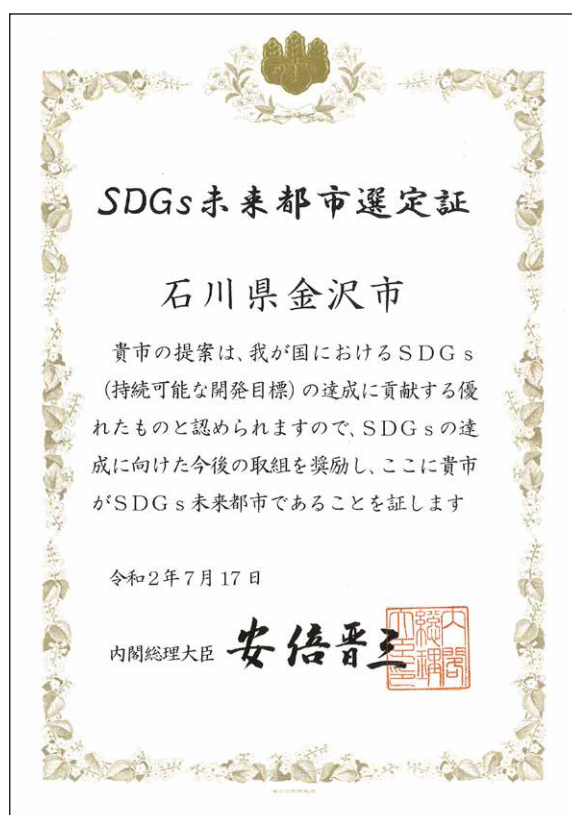 SDGs未来都市選定証
石川県金沢市
貴市の提案は、我が国におけるSDGs
(持続可能な開発目標)の達成に貢献する優
れたものと認められますので、SDGsの達
成に向けた今後の取組を奨励し、ここに貴市
がSDGs未来都市であることを証します
令和2年7月17日
内閣総理大臣 安倍晋三